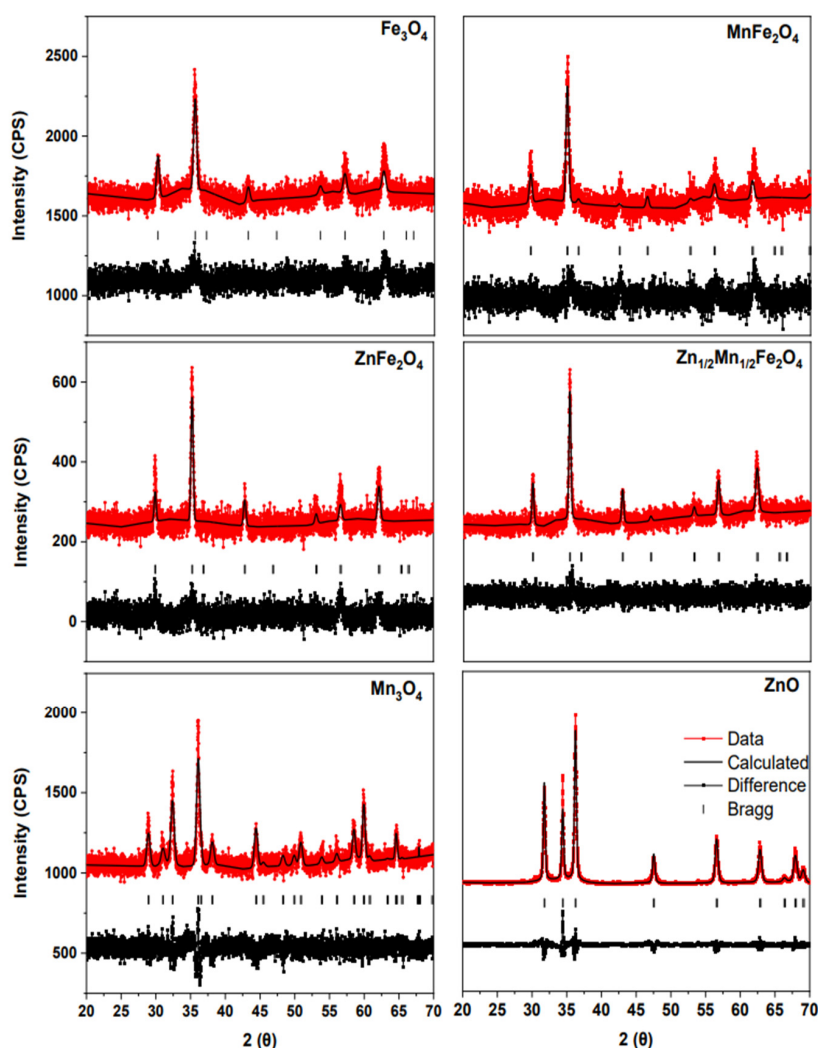 Fe₃O₄
MnFe₂O₄
2500
2000
1500
1000
Intensity (CPS)
ZnFe₂O₄
Zn₁/₂Mn₁/₂Fe₂O₄
600
400
200
0
Intensity (CPS)
Mn₃O₄
ZnO
2000
1500
1000
500
Intensity (CPS)
Data
Calculated
Difference
Bragg
20 25 30 35 40 45 50 55 60 65 70
20 25 30 35 40 45 50 55 60 65 70
2 (θ)
2 (θ)